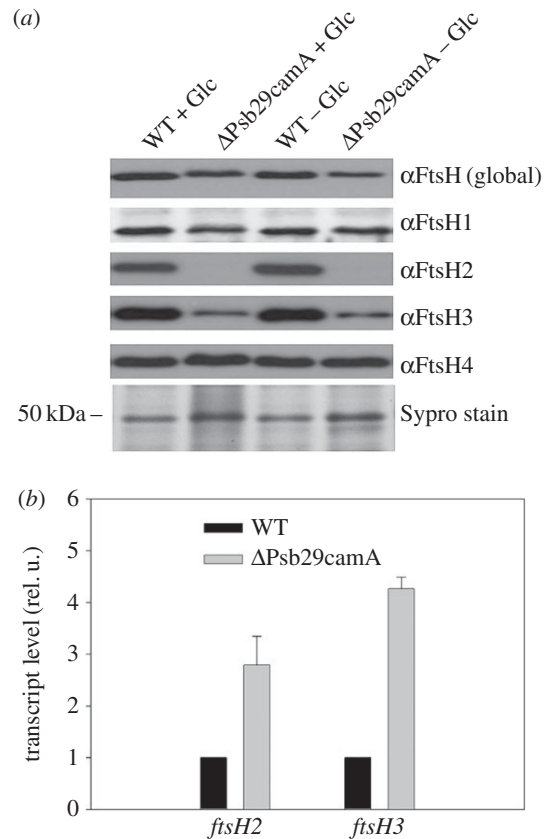 (a)
WT + Glc
ΔPsb29camA + Glc
WT – Glc
ΔPsb29camA – Glc
αFtsH (global)
αFtsH1
αFtsH2
αFtsH3
αFtsH4
50 kDa –
Sypro stain
(b)
transcript level (rel. u.)
6
5
4
3
2
1
0
WT
ΔPsb29camA
ftsH2
ftsH3